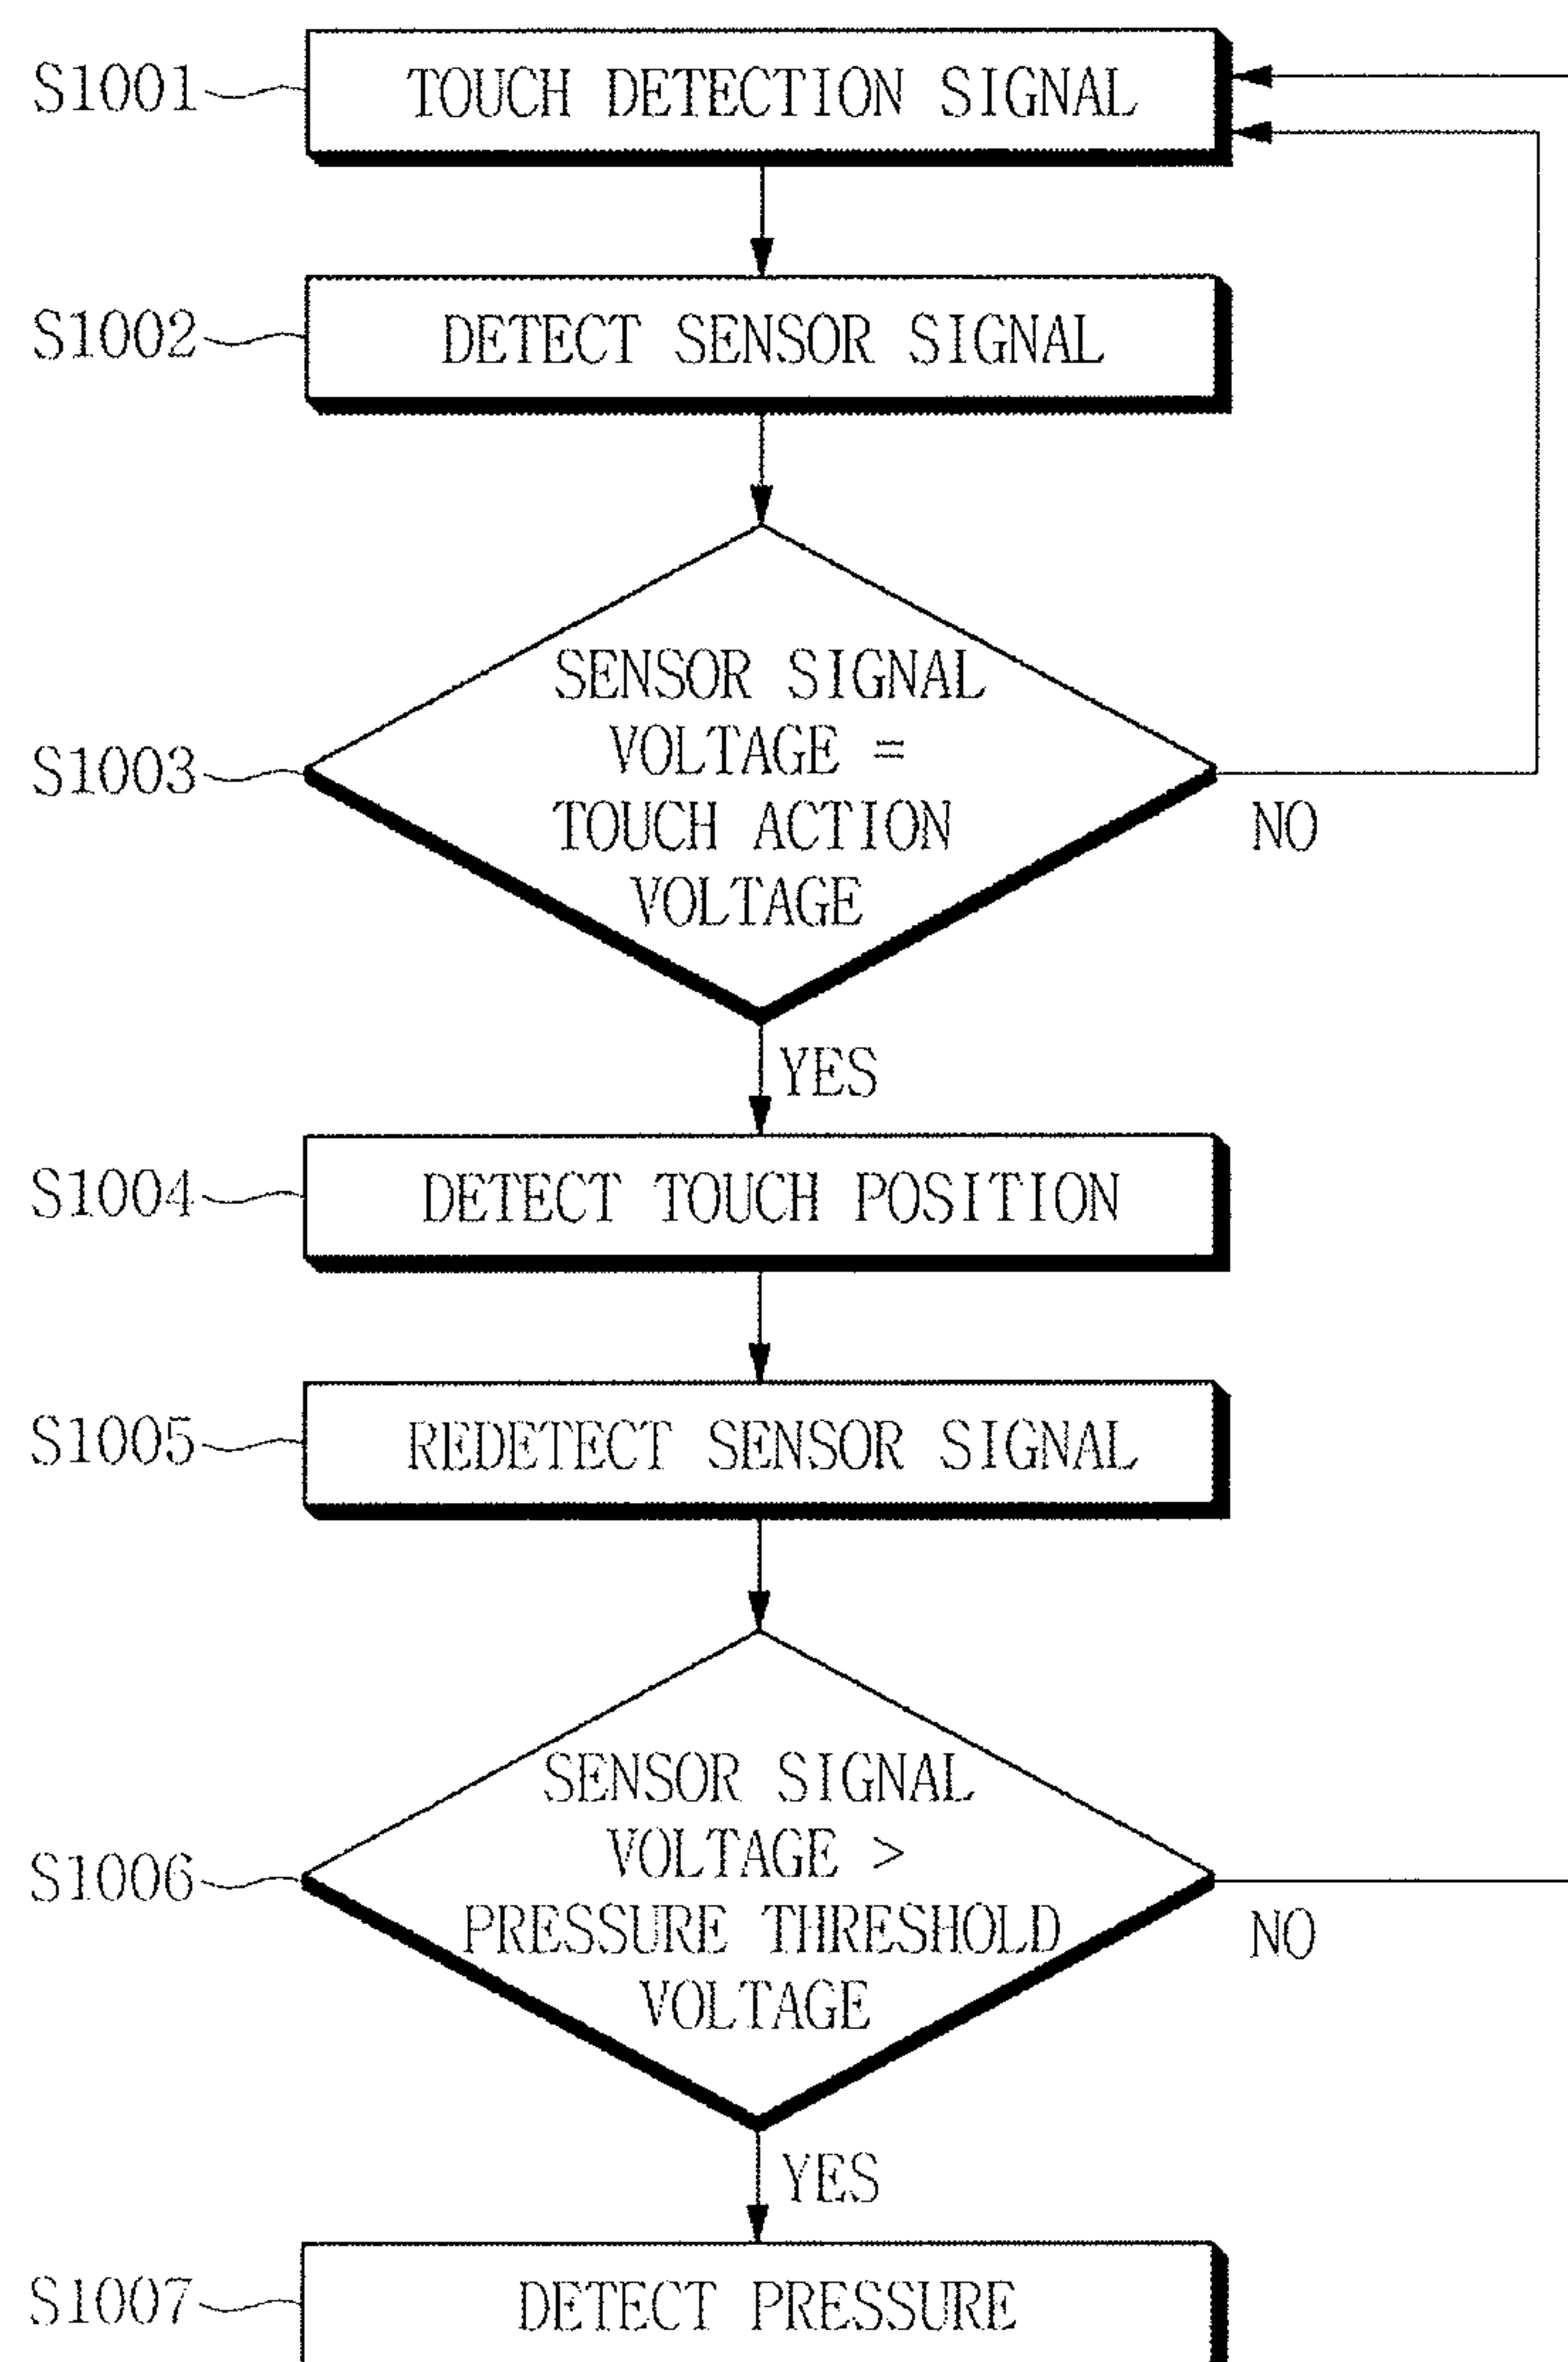 S1001
TOUCH DETECTION SIGNAL
S1002
DETECT SENSOR SIGNAL
S1003
SENSOR SIGNAL
VOLTAGE =
TOUCH ACTION
VOLTAGE
NO
YES
S1004
DETECT TOUCH POSITION
S1005
REDETECT SENSOR SIGNAL
S1006
SENSOR SIGNAL
VOLTAGE >
PRESSURE THRESHOLD
VOLTAGE
NO
YES
S1007
DETECT PRESSURE